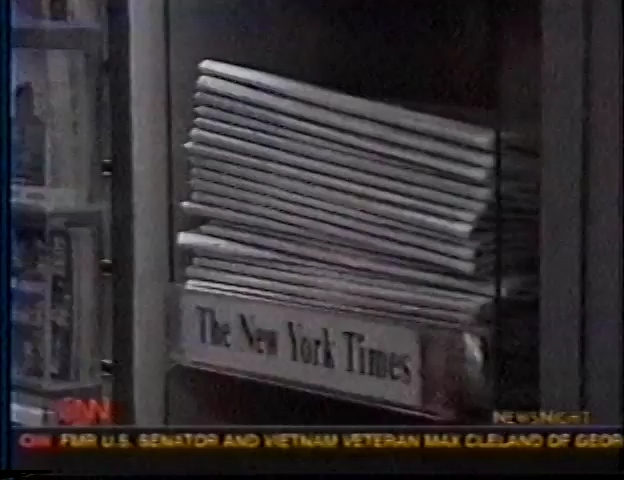 The New York Times
CNN
NEWSNIGHT
CNN FMR U.S. SENATOR AND VIETNAM VETERAN MAX CLELAND OF GEOR